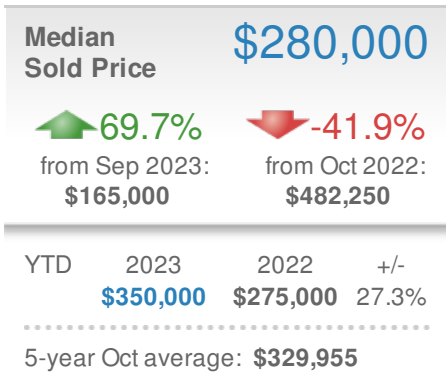 Median $280,000
Sold Price
69.7% -41.9%
from Sep 2023: from Oct 2022:
$165,000 $482,250
YTD 2023 2022 +/-
$350,000 $275,000 27.3%
5-year Oct average: $329,955